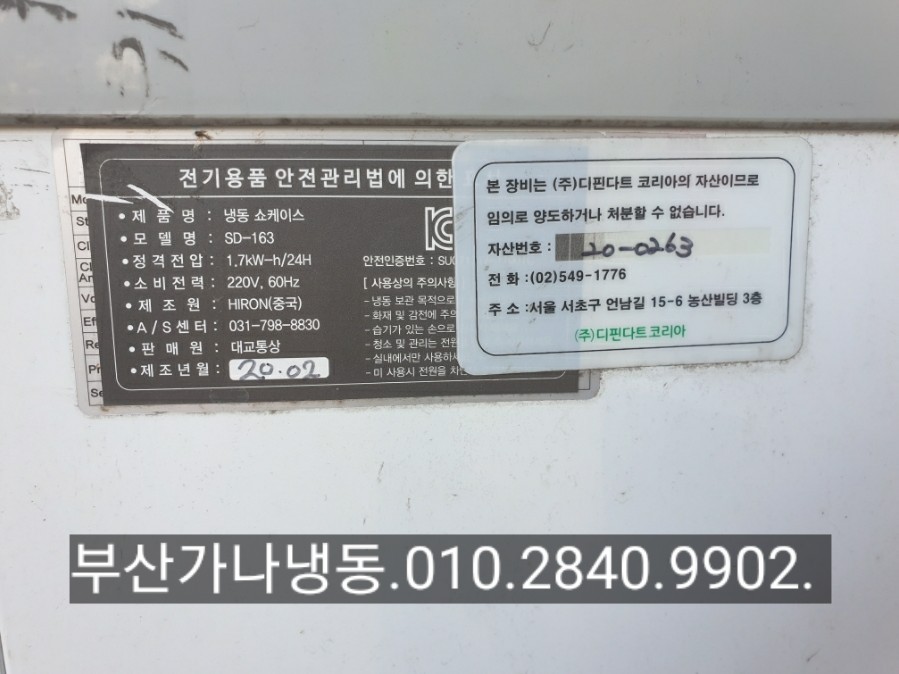 전기용품 안전관리법에 의한
• 제 품 명 : 냉동 쇼케이스
• 모 델 명 : SD-163
• 정격전압 : 1.7kW-h/24H
• 소비전력 : 220V, 60Hz
• 제 조 원 : HIRON(중국)
• A/S센터 : 031-798-8830
• 판 매 원 : 대교통상
• 제조년월 : 20.02
안전인증번호 :
[ 사용상의 주의사항
- 냉동 보관 목적으로
- 화재 및 감전에 주의
- 습기가 있는 손으로
- 청소 및 관리는 전원
- 실내에서만 사용하
- 미 사용시 전원을
본 장비는 (주)디핀다트 코리아의 자산이므로
임의로 양도하거나 처분할 수 없습니다.
자산번호 : 20-0263
전 화 :(02)549-1776
주 소 :서울 서초구 언남길 15-6 농산빌딩 3층
(주)디핀다트코리아
부산가나냉동.010.2840.9902.